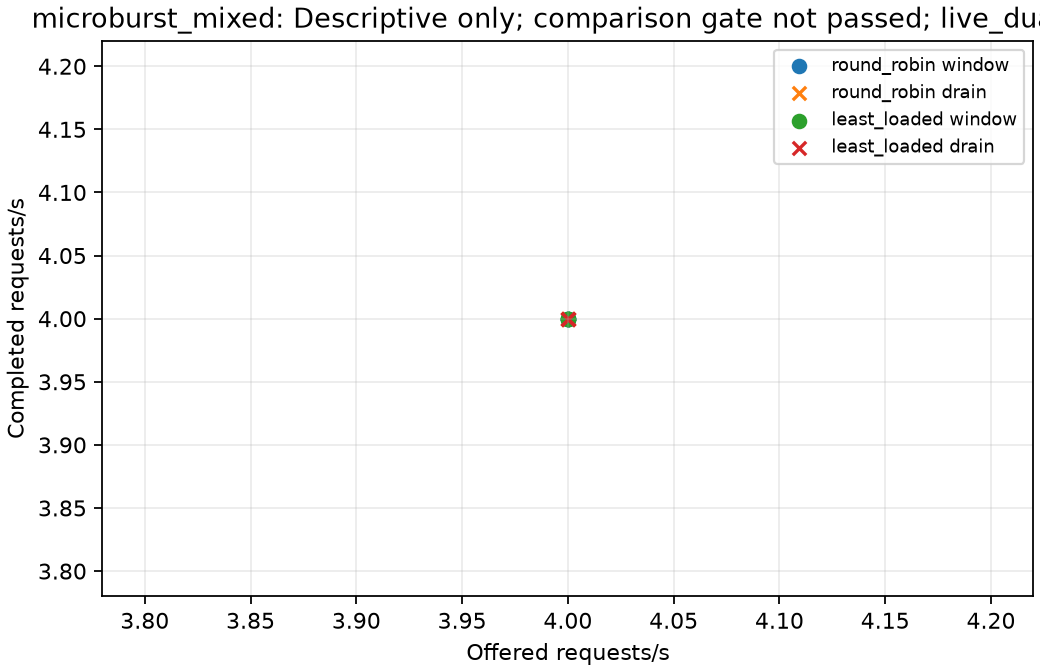 microburst_mixed: Descriptive only; comparison gate not passed; live_dua
4.20
4.15
4.10
4.05
4.00
3.95
3.90
3.85
3.80
Completed requests/s
round_robin window
round_robin drain
least_loaded window
least_loaded drain
3.80 3.85 3.90 3.95 4.00 4.05 4.10 4.15 4.20
Offered requests/s